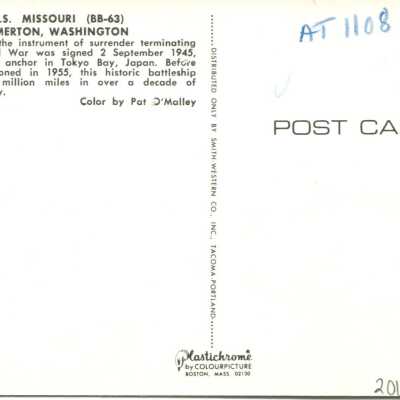 .S. MISSOURI (BB-63)
MERTON, WASHINGTON
the instrument of surrender terminating
War was signed 2 September 1945,
anchor in Tokyo Bay, Japan. Before
oned in 1955, this historic battleship
million miles in over a decade of
y.
Color by Pat O'Malley
DISTRIBUTED ONLY BY SMITH-WESTERN CO., INC., TACOMA-PORTLAND
AT 1108
POST CA
Plastichrome
by COLOURPICTURE
BOSTON, MASS. 02130
201